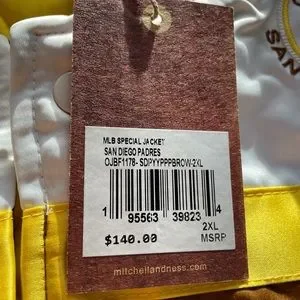 MLB SPECIAL JACKET
SAN DIEGO PADRES
OJBF1178- SDPYYPPPBROW-2XL
1 95563 39823 4
2XL
$140.00 MSRP
mitchellandness.com
SAN